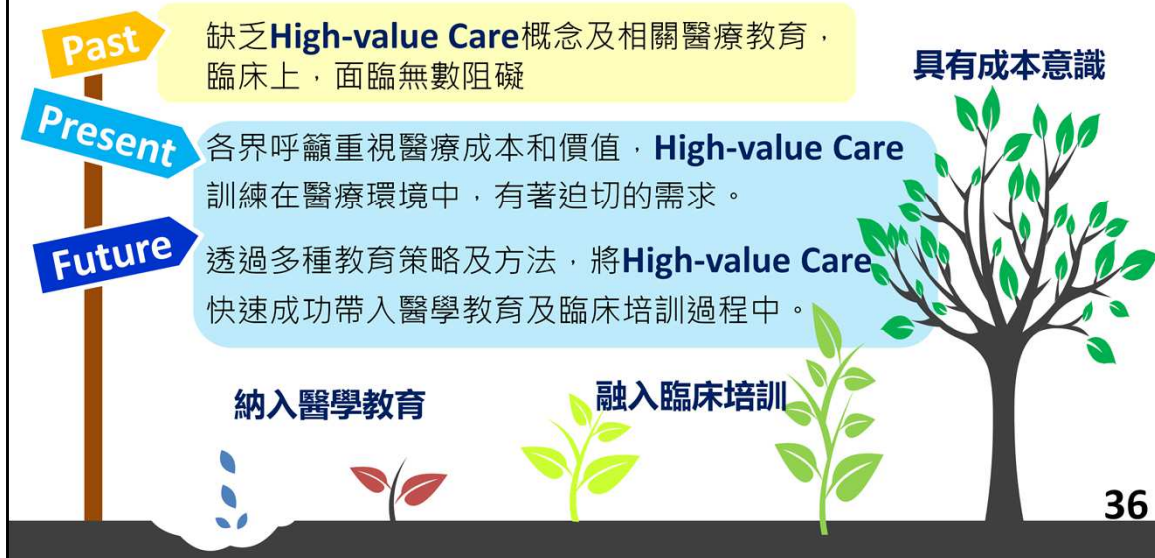 Past
缺乏High-value Care概念及相關醫療教育，
臨床上，面臨無數阻礙
具有成本意識
Present
各界呼籲重視醫療成本和價值，High-value Care
訓練在醫療環境中，有著迫切的需求。
Future
透過多種教育策略及方法，將High-value Care
快速成功帶入醫學教育及臨床培訓過程中。
納入醫學教育
融入臨床培訓
36